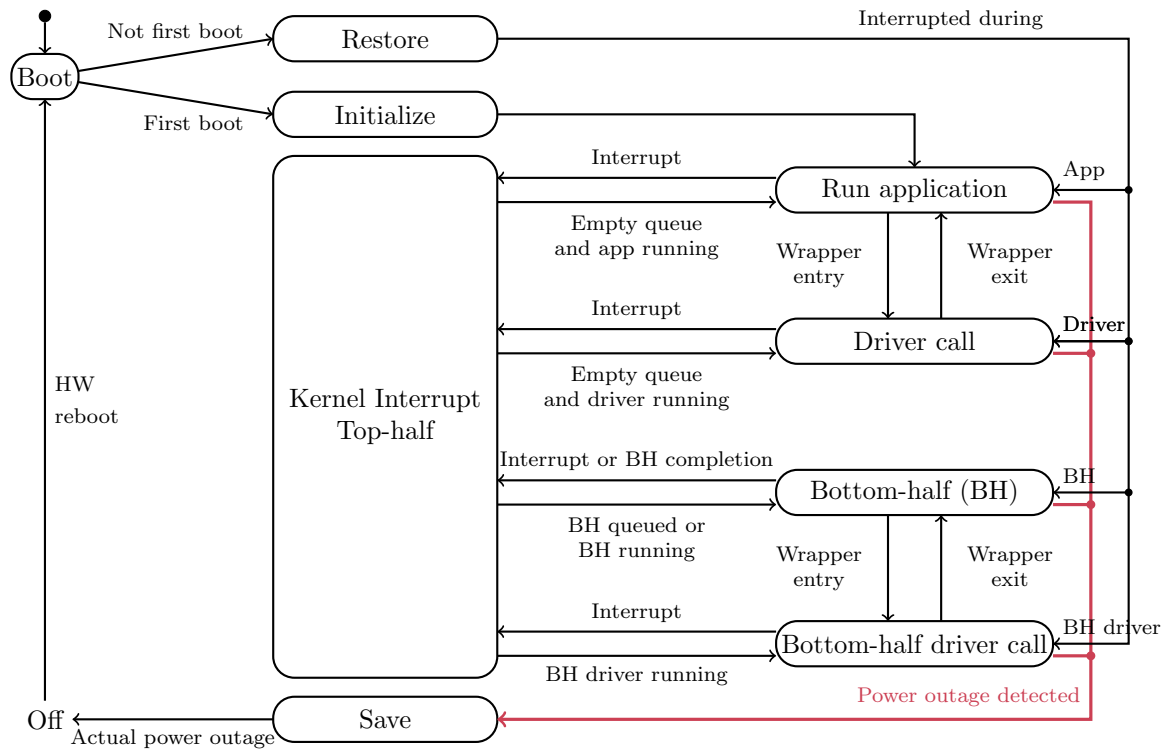 Interrupted during
Not first boot
Restore
Boot
Initialize
First boot
Interrupt
App
Run application
Empty queue
and app running
Wrapper
entry
Wrapper
exit
Interrupt
Driver
Driver call
Empty queue
and driver running
HW
reboot
Kernel Interrupt
Top-half
Interrupt or BH completion
BH
Bottom-half (BH)
BH queued or
BH running
Wrapper
entry
Wrapper
exit
Interrupt
BH driver
Bottom-half driver call
BH driver running
Power outage detected
Off
Save
Actual power outage